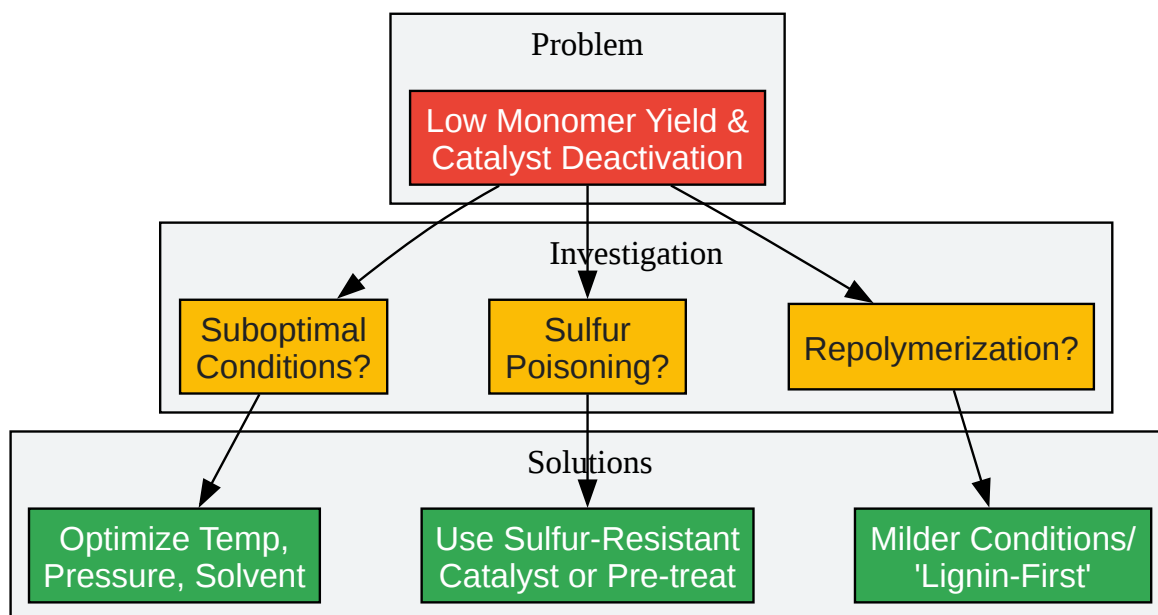 Problem
Low Monomer Yield &
Catalyst Deactivation
Investigation
Suboptimal
Conditions?
Sulfur
Poisoning?
Repolymerization?
Solutions
Optimize Temp,
Pressure, Solvent
Use Sulfur-Resistant
Catalyst or Pre-treat
Milder Conditions/
'Lignin-First'